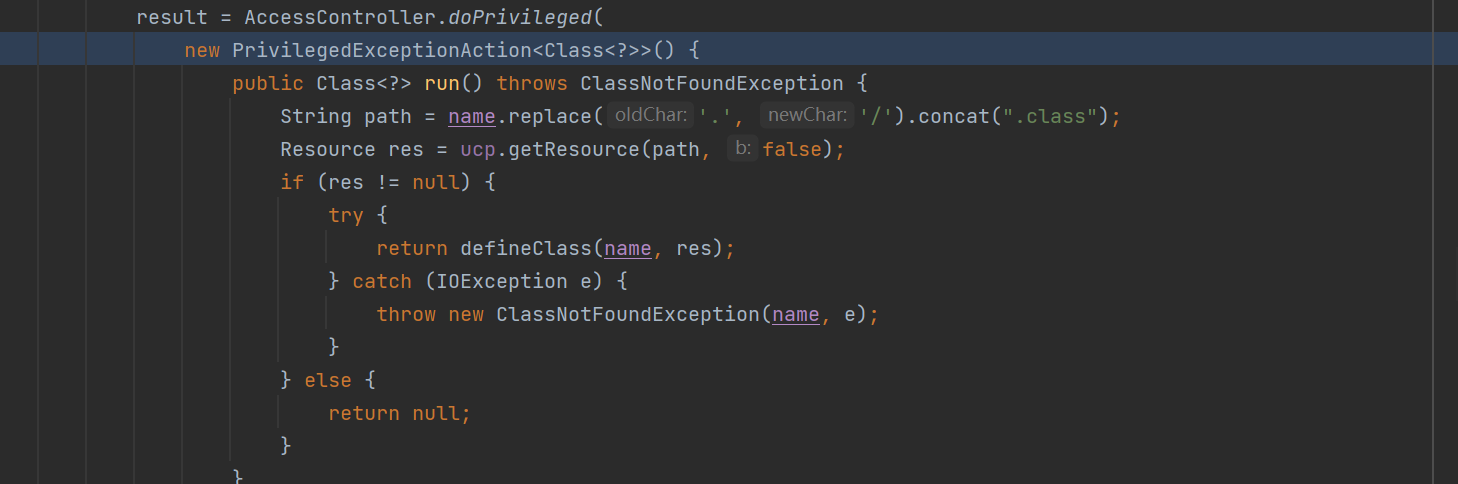 result = AccessController.doPrivileged(
new PrivilegedExceptionAction<Class<?>>() {
public Class<?> run() throws ClassNotFoundException {
String path = name.replace( oldChar: '.', newChar: '/').concat(".class");
Resource res = ucp.getResource(path, b: false);
if (res != null) {
try {
return defineClass(name, res);
} catch (IOException e) {
throw new ClassNotFoundException(name, e);
}
} else {
return null;
}
}